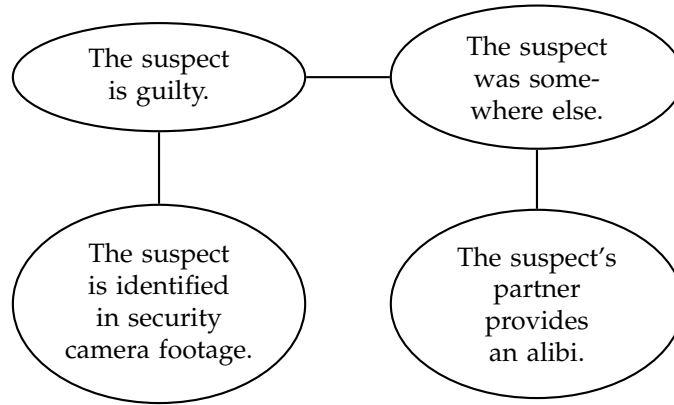 The suspect
is guilty.
The suspect
was some-
where else.
The suspect
is identified
in security
camera footage.
The suspect's
partner
provides
an alibi.